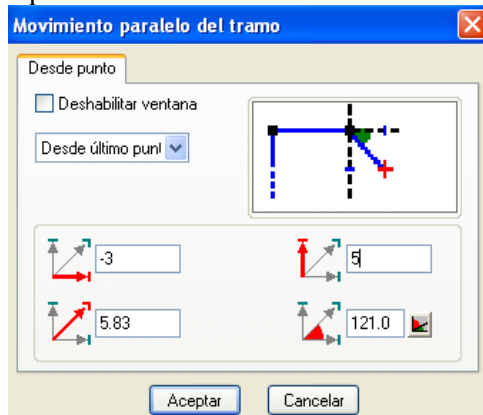 Movimiento paralelo del tramo
Desde punto
Deshabilitar ventana
Desde último punt
-3
5
5.83
121.0
Aceptar
Cancelar